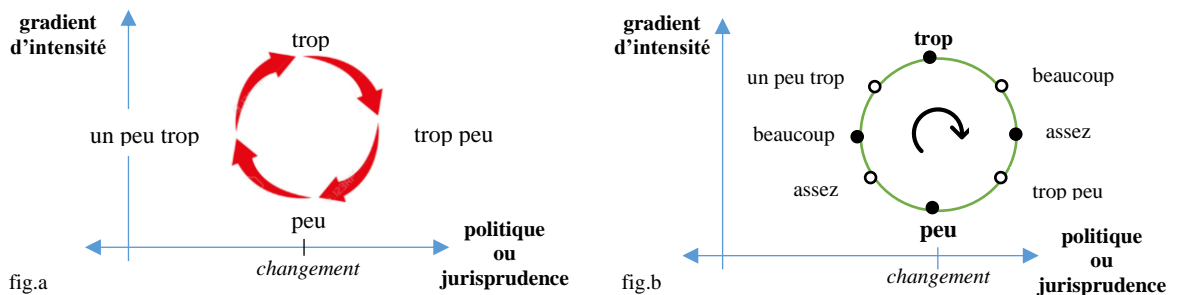 gradient
d’intensité
trop
un peu trop
trop peu
peu
politique
ou
jurisprudence
changement
fig.a
gradient
d’intensité
trop
un peu trop
beaucoup
beaucoup
assez
assez
trop peu
peu
politique
ou
jurisprudence
changement
fig.b